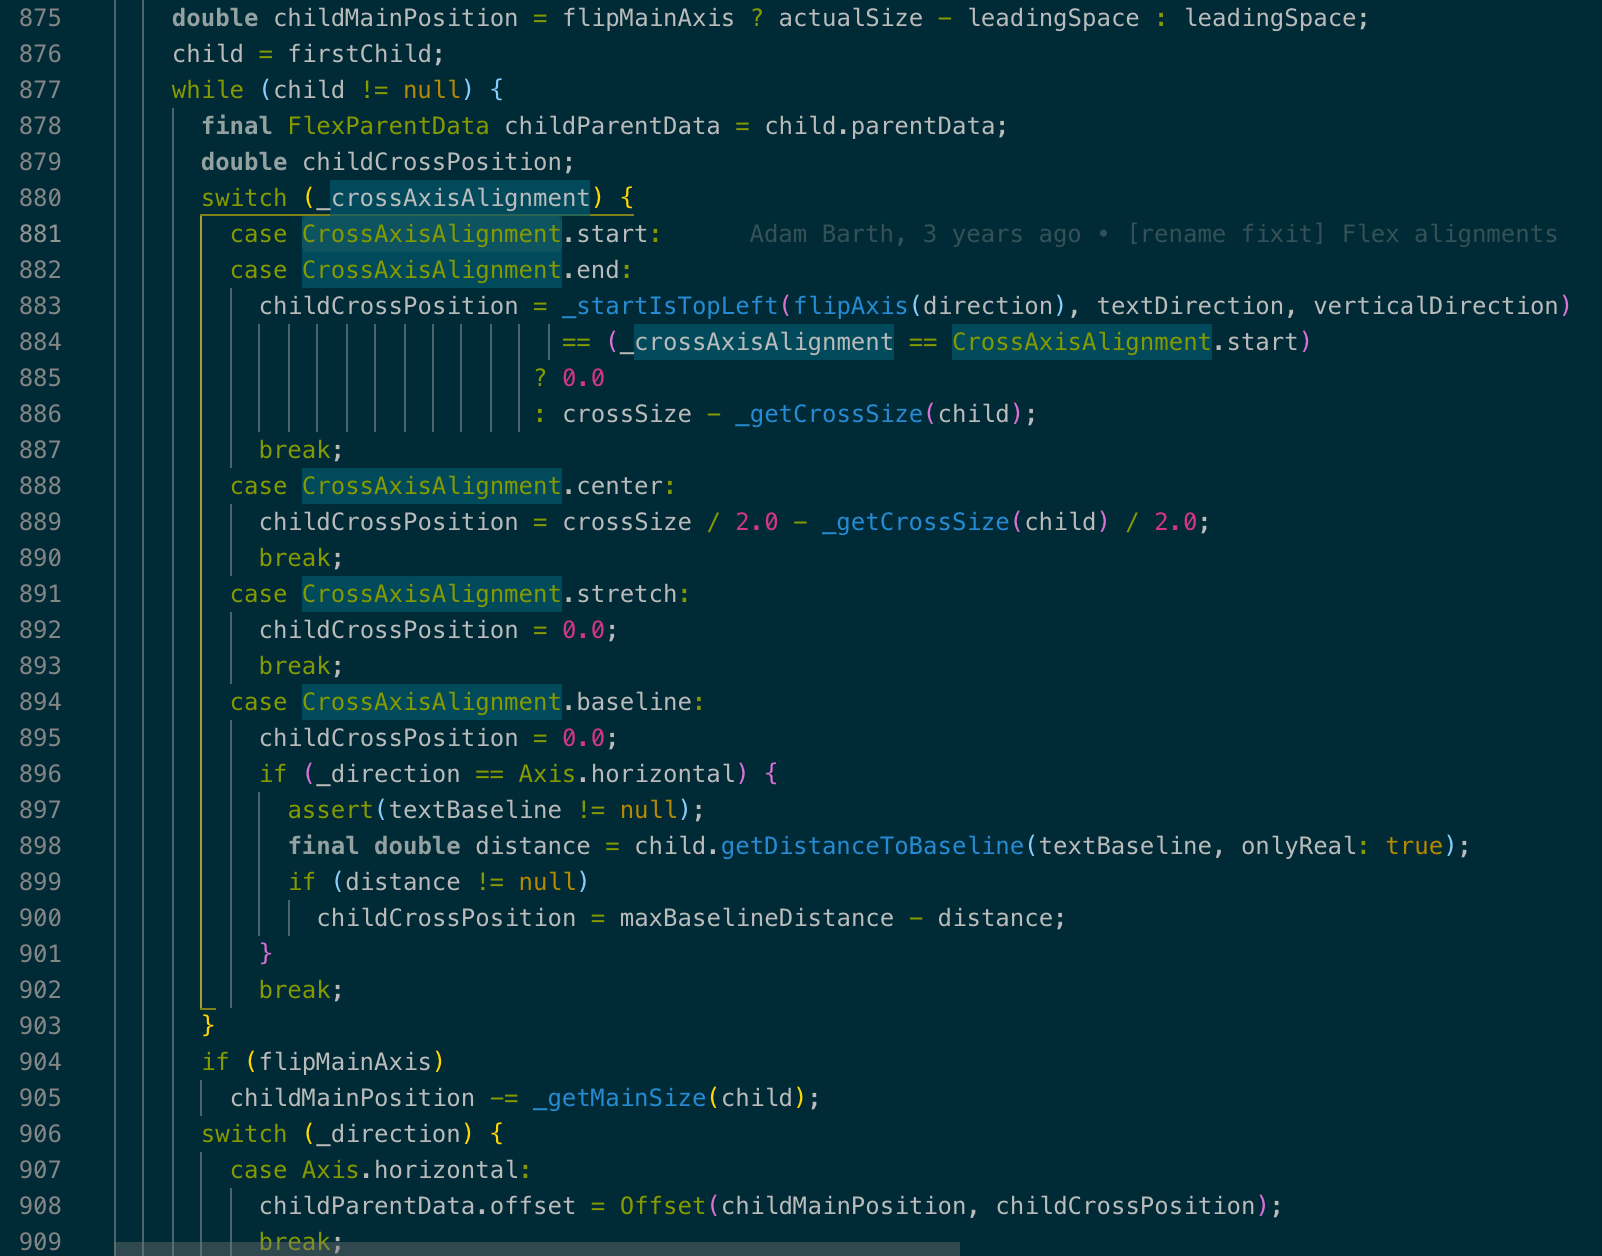 875 double childMainPosition = flipMainAxis ? actualSize - leadingSpace : leadingSpace;
876 child = firstChild;
877 while (child != null) {
878 final FlexParentData childParentData = child.parentData;
879 double childCrossPosition;
880 switch (_crossAxisAlignment) {
881 case CrossAxisAlignment.start: Adam Barth, 3 years ago • [rename fixit] Flex alignments
882 case CrossAxisAlignment.end:
883 childCrossPosition = _startIsTopLeft(flipAxis(direction), textDirection, verticalDirection)
884 == (_crossAxisAlignment == CrossAxisAlignment.start)
885 ? 0.0
886 : crossSize - _getCrossSize(child);
887 break;
888 case CrossAxisAlignment.center:
889 childCrossPosition = crossSize / 2.0 - _getCrossSize(child) / 2.0;
890 break;
891 case CrossAxisAlignment.stretch:
892 childCrossPosition = 0.0;
893 break;
894 case CrossAxisAlignment.baseline:
895 childCrossPosition = 0.0;
896 if (_direction == Axis.horizontal) {
897 assert(textBaseline != null);
898 final double distance = child.getDistanceToBaseline(textBaseline, onlyReal: true);
899 if (distance != null)
900 childCrossPosition = maxBaselineDistance - distance;
901 }
902 break;
903 }
904 if (flipMainAxis)
905 childMainPosition -= _getMainSize(child);
906 switch (_direction) {
907 case Axis.horizontal:
908 childParentData.offset = Offset(childMainPosition, childCrossPosition);
909 break;